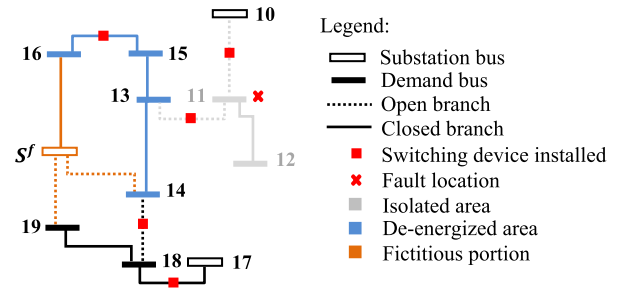 10
16
15
13
11
12
Sᶠ
14
19
18
17
Legend:
Substation bus
Demand bus
Open branch
Closed branch
Switching device installed
Fault location
Isolated area
De-energized area
Fictitious portion